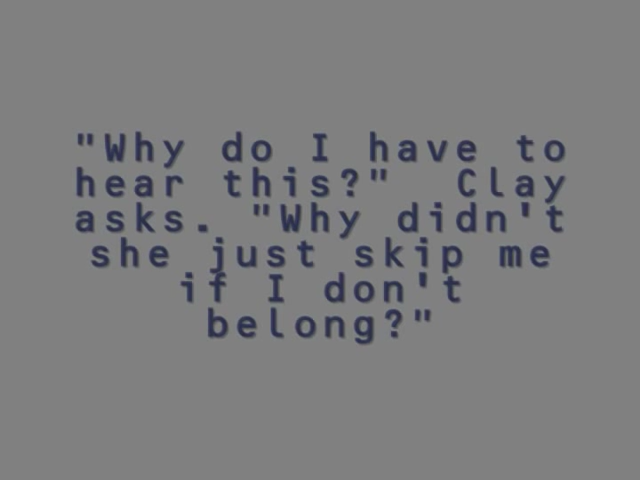 "Why do I have to
hear this?"  Clay
asks. "Why didn't
she just skip me
if I don't
belong?"